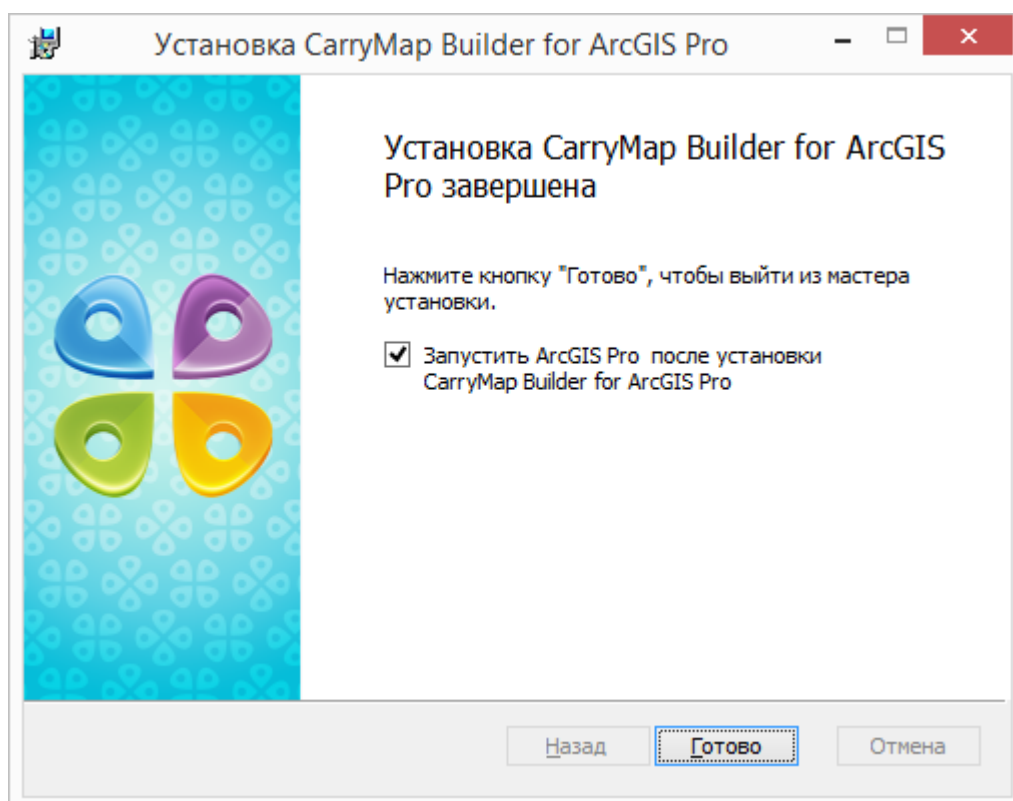 Установка CarryMap Builder for ArcGIS Pro
Установка CarryMap Builder for ArcGIS
Pro завершена
Нажмите кнопку "Готово", чтобы выйти из мастера
установки.
Запустить ArcGIS Pro после установки
CarryMap Builder for ArcGIS Pro
Назад
Готово
Отмена